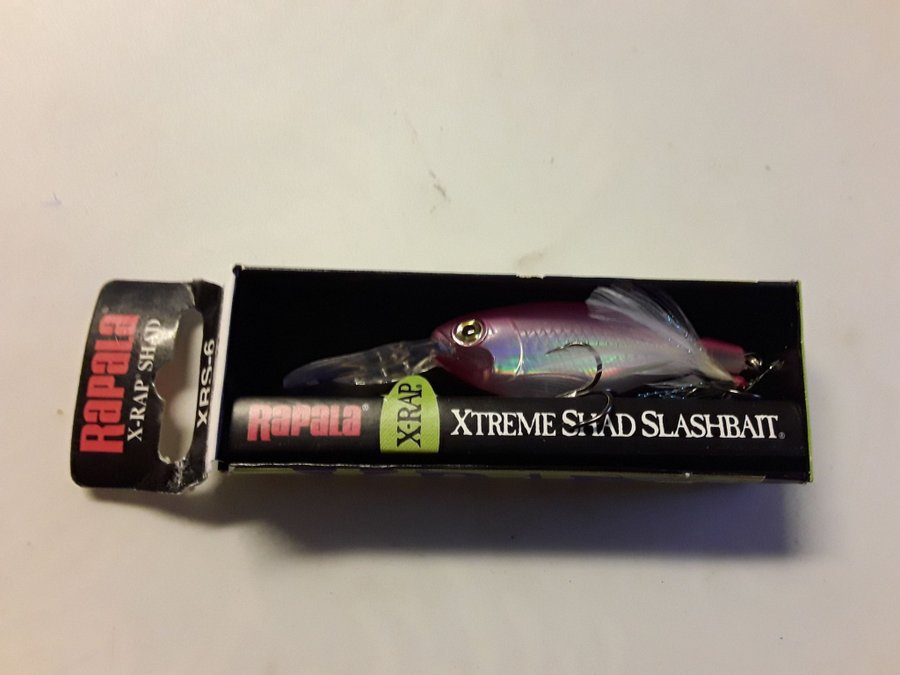 Rapala
X-RAP SHAD
XRS-6
Rapala®
X-RAP
XTREME SHAD SLASHBAIT®